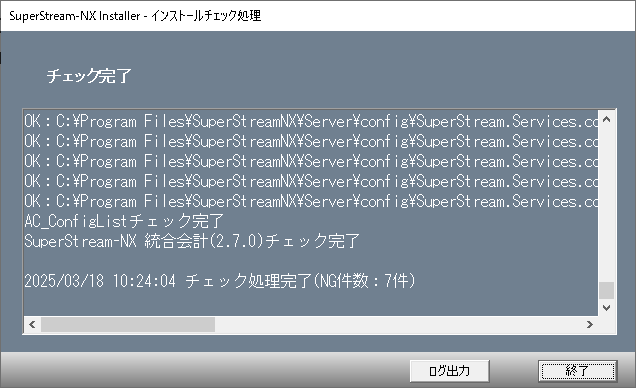 SuperStream-NX Installer - インストールチェック処理
チェック完了
OK：C:¥Program Files¥SuperStreamNX¥Server¥config¥SuperStream.Services.co
OK：C:¥Program Files¥SuperStreamNX¥Server¥config¥SuperStream.Services.co
OK：C:¥Program Files¥SuperStreamNX¥Server¥config¥SuperStream.Services.co
OK：C:¥Program Files¥SuperStreamNX¥Server¥config¥SuperStream.Services.co
OK：C:¥Program Files¥SuperStreamNX¥Server¥config¥SuperStream.Services.co
AC_ConfigListチェック完了
SuperStream-NX 統合会計(2.7.0)チェック完了
2025/03/18 10:24:04 チェック処理完了(NG件数：7件)
ログ出力 終了